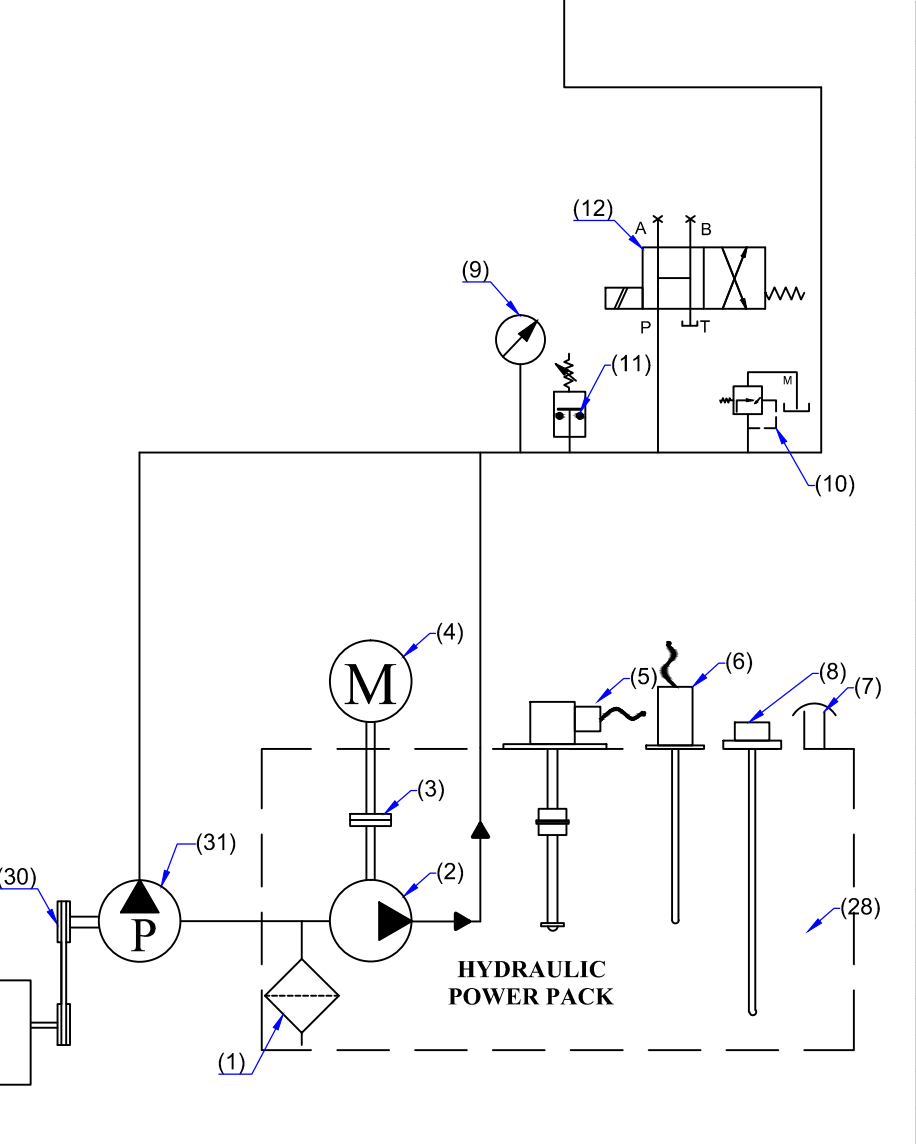 (12)
A
B
(9)
P
T
(11)
M
(10)
(4)
M
(5)
(6)
(8)
(7)
(3)
(31)
(30)
(2)
P
(28)
HYDRAULIC
POWER PACK
(1)